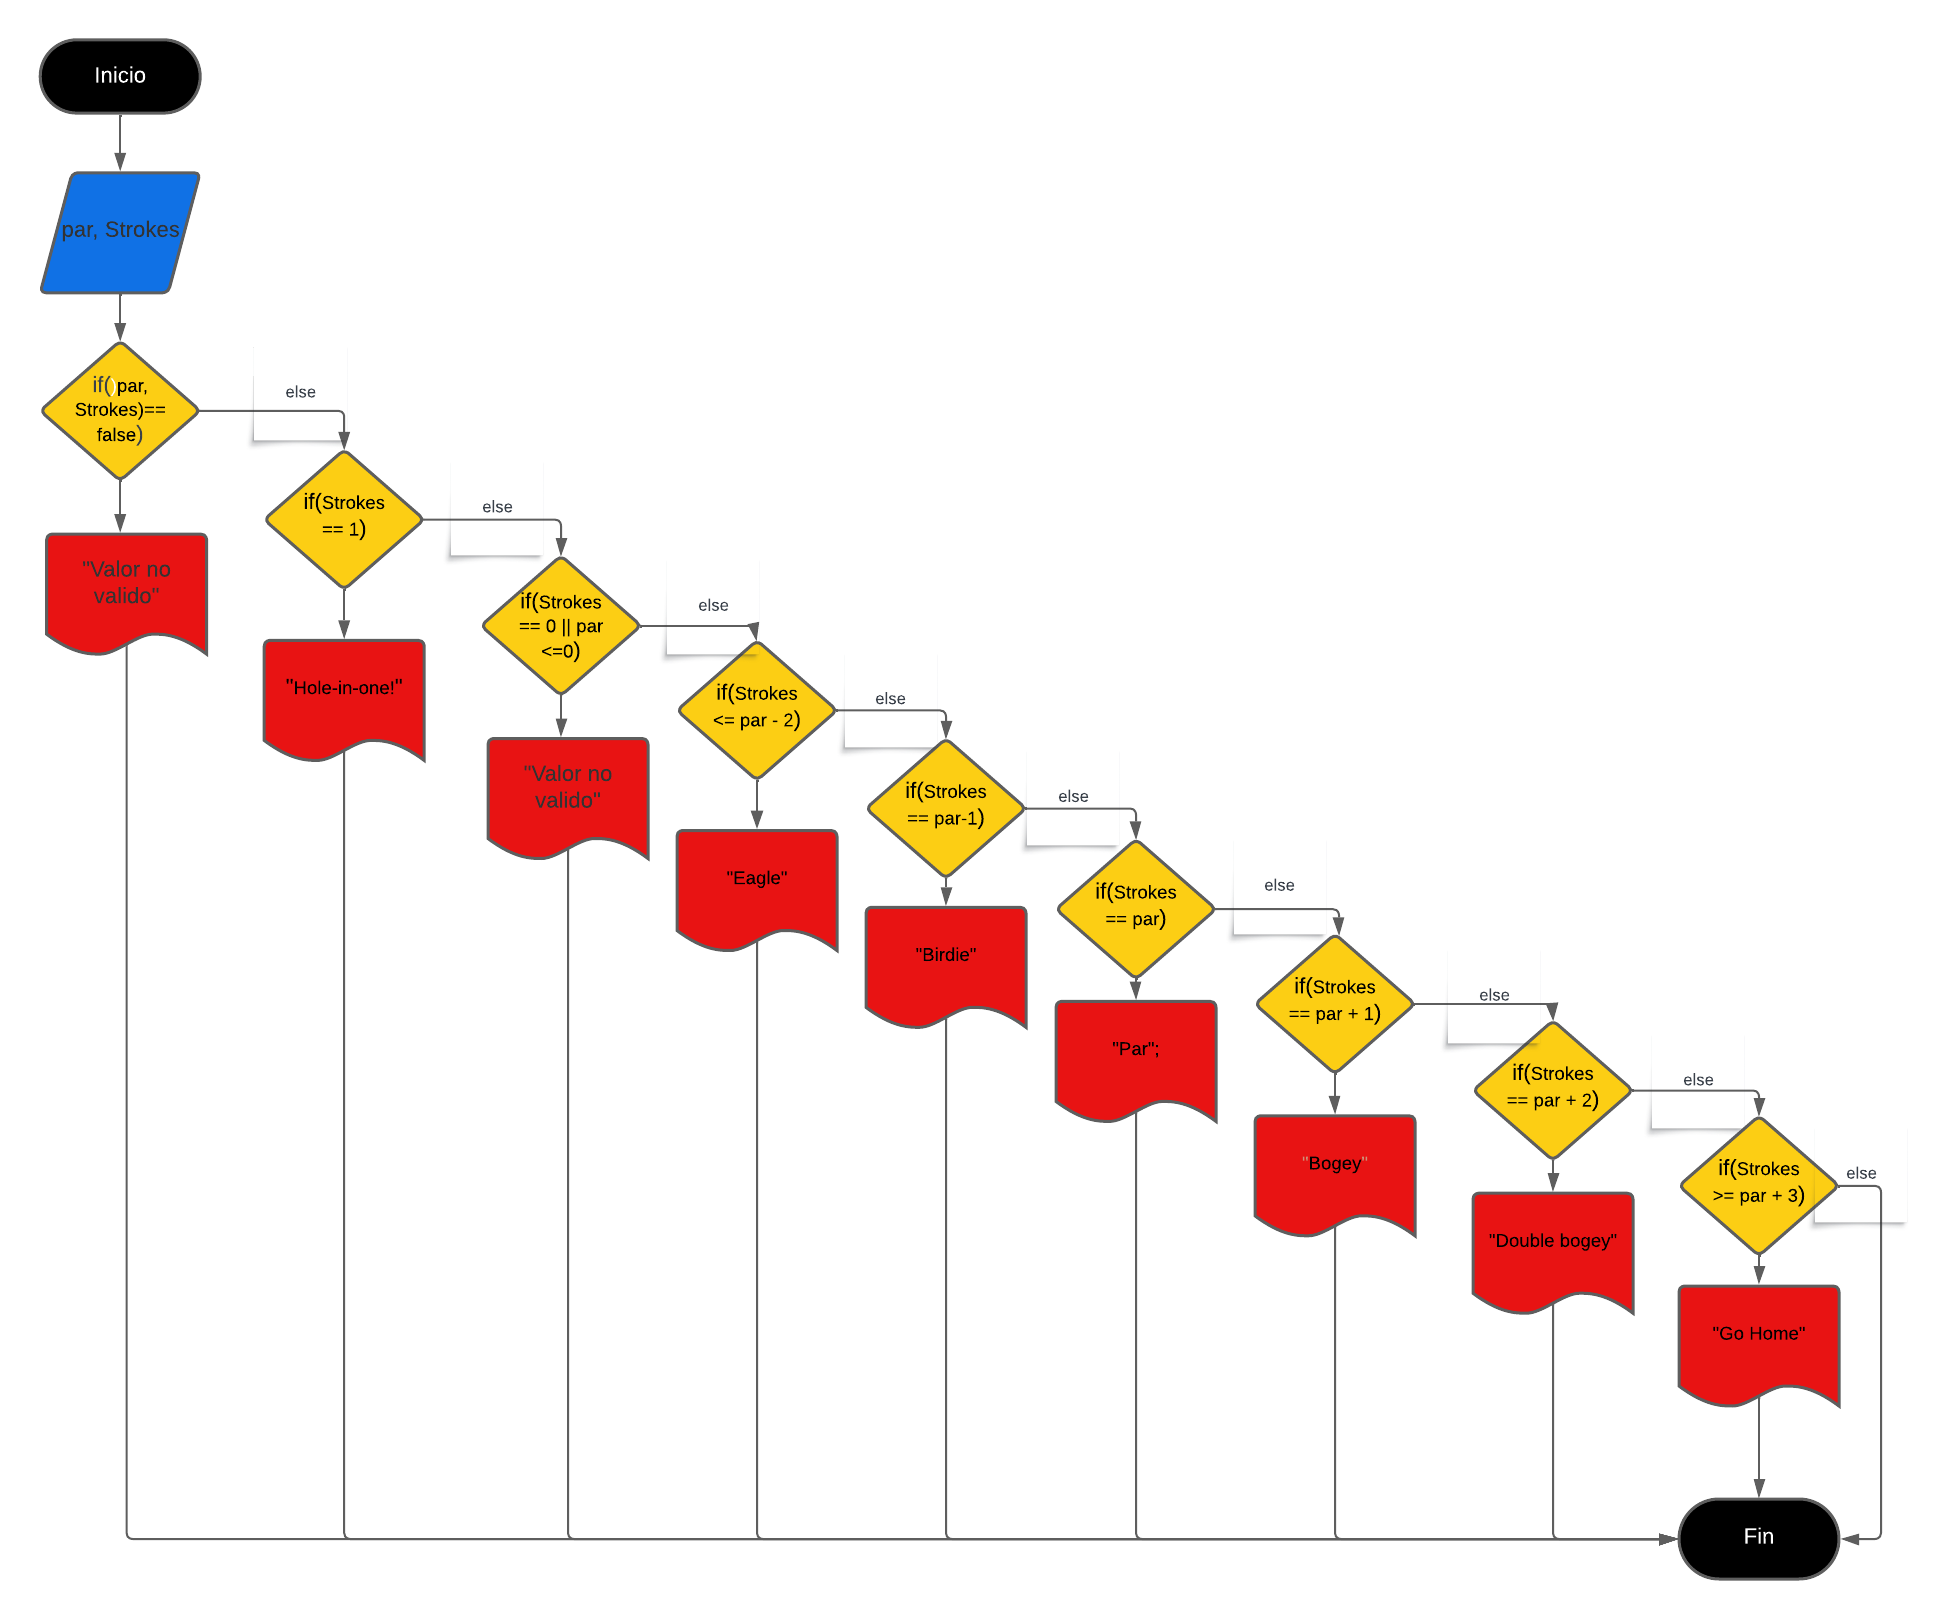 Inicio
par, Strokes
if()par,
Strokes)==
false)
else
"Valor no
valido"
if(Strokes
== 1)
else
"Hole-in-one!"
if(Strokes
== 0 || par
<=0)
else
"Valor no
valido"
if(Strokes
<= par - 2)
else
"Eagle"
if(Strokes
== par-1)
else
"Birdie"
if(Strokes
== par)
else
"Par";
if(Strokes
== par + 1)
else
"Bogey"
if(Strokes
== par + 2)
else
"Double bogey"
if(Strokes
>= par + 3)
else
"Go Home"
Fin